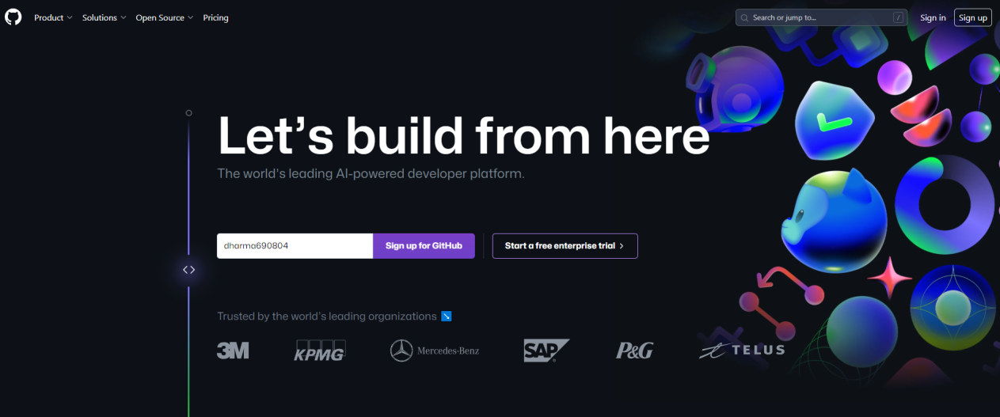 Product Solutions Open Source Pricing Search or jump to... / Sign in Sign up
Let’s build from here
The world’s leading AI-powered developer platform.
dharma690804 Sign up for GitHub Start a free enterprise trial
Trusted by the world’s leading organizations
3M KPMG Mercedes-Benz SAP P&G TELUS